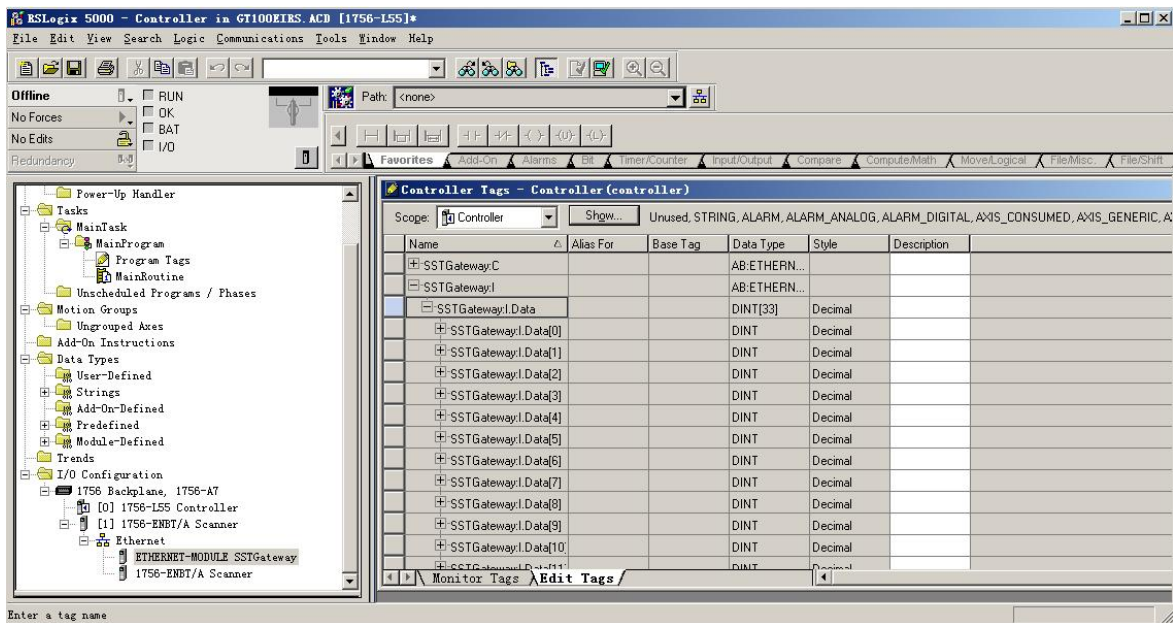 RSLogix 5000 - Controller in GT100EIRS.ACD [1756-L55]*
File Edit View Search Logic Communications Tools Window Help
Offline
RUN
No Forces
OK
BAT
No Edits
I/O
Redundancy
Path: <none>
Favorites Add-On Alarms Bit Timer/Counter Input/Output Compare Compute/Math Move/Logical File/Misc. File/Shift
Power-Up Handler
Tasks
MainTask
MainProgram
Program Tags
MainRoutine
Unscheduled Programs / Phases
Motion Groups
Ungrouped Axes
Add-On Instructions
Data Types
User-Defined
Strings
Add-On-Defined
Predefined
Module-Defined
Trends
I/O Configuration
1756 Backplane, 1756-A7
[0] 1756-L55 Controller
[1] 1756-ENBT/A Scanner
Ethernet
ETHERNET-MODULE SSTGateway
1756-ENBT/A Scanner
Controller Tags - Controller(controller)
Scope: Controller Show... Unused, STRING, ALARM, ALARM_ANALOG, ALARM_DIGITAL, AXIS_CONSUMED, AXIS_GENERIC,
Name Alias For Base Tag Data Type Style Description
SSTGateway:C AB:ETHERN...
SSTGateway:I AB:ETHERN...
SSTGateway:I.Data DINT[33] Decimal
SSTGateway:I.Data[0] DINT Decimal
SSTGateway:I.Data[1] DINT Decimal
SSTGateway:I.Data[2] DINT Decimal
SSTGateway:I.Data[3] DINT Decimal
SSTGateway:I.Data[4] DINT Decimal
SSTGateway:I.Data[5] DINT Decimal
SSTGateway:I.Data[6] DINT Decimal
SSTGateway:I.Data[7] DINT Decimal
SSTGateway:I.Data[8] DINT Decimal
SSTGateway:I.Data[9] DINT Decimal
SSTGateway:I.Data[10] DINT Decimal
SSTGateway:I.Data[11] DINT Decimal
Monitor Tags Edit Tags
Enter a tag name